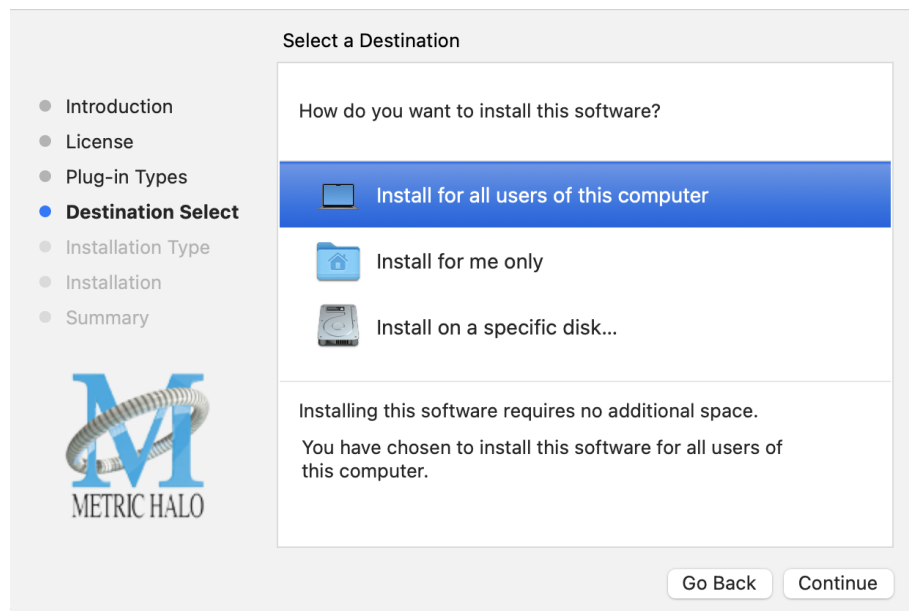 Select a Destination
Introduction
License
Plug-in Types
Destination Select
Installation Type
Installation
Summary
METRIC HALO
How do you want to install this software?
Install for all users of this computer
Install for me only
Install on a specific disk...
Installing this software requires no additional space.
You have chosen to install this software for all users of
this computer.
Go Back
Continue